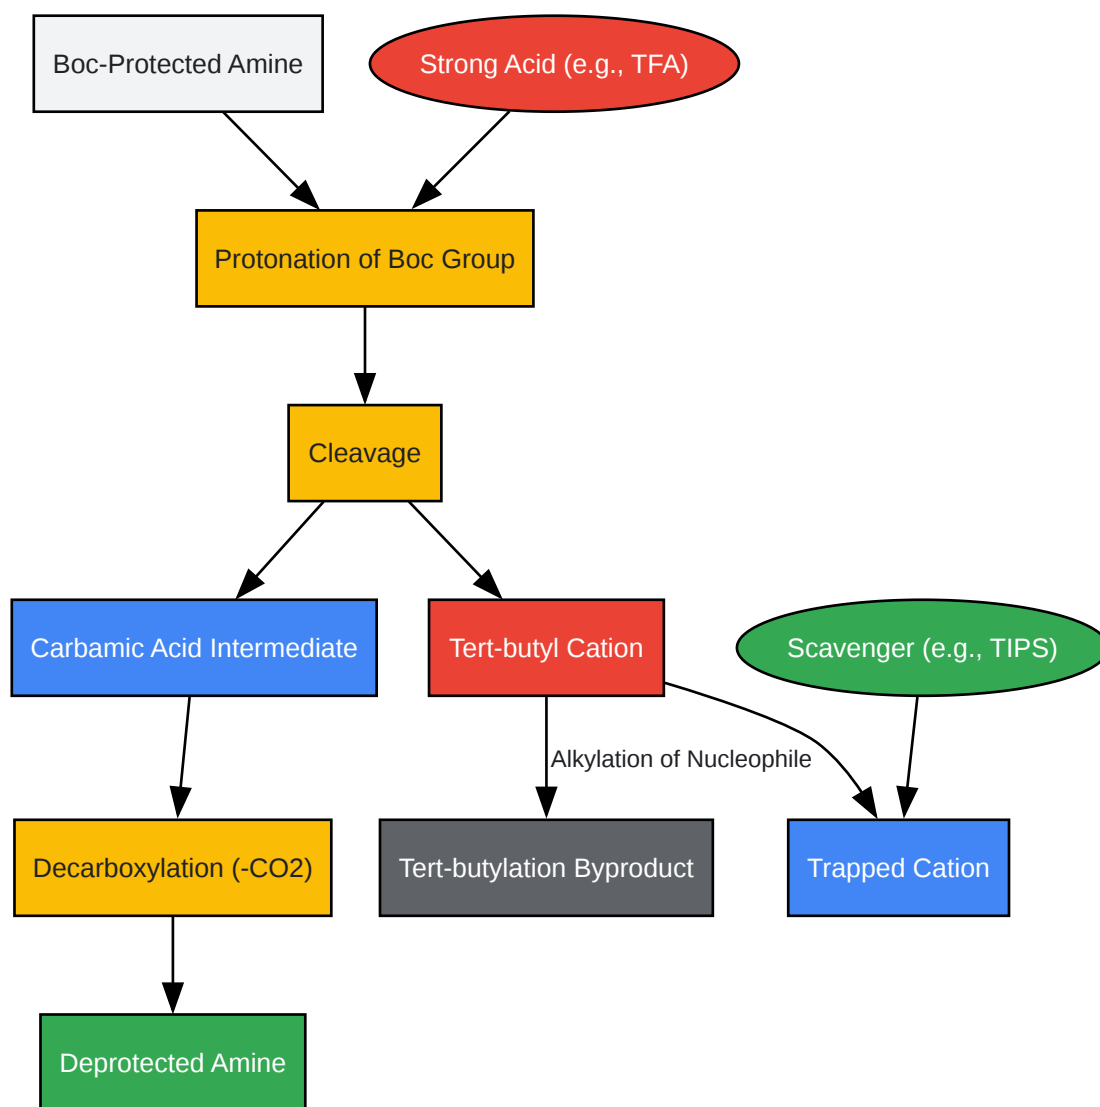 Boc-Protected Amine
Strong Acid (e.g., TFA)
Protonation of Boc Group
Cleavage
Carbamic Acid Intermediate
Tert-butyl Cation
Scavenger (e.g., TIPS)
Alkylation of Nucleophile
Decarboxylation (-CO2)
Tert-butylation Byproduct
Trapped Cation
Deprotected Amine